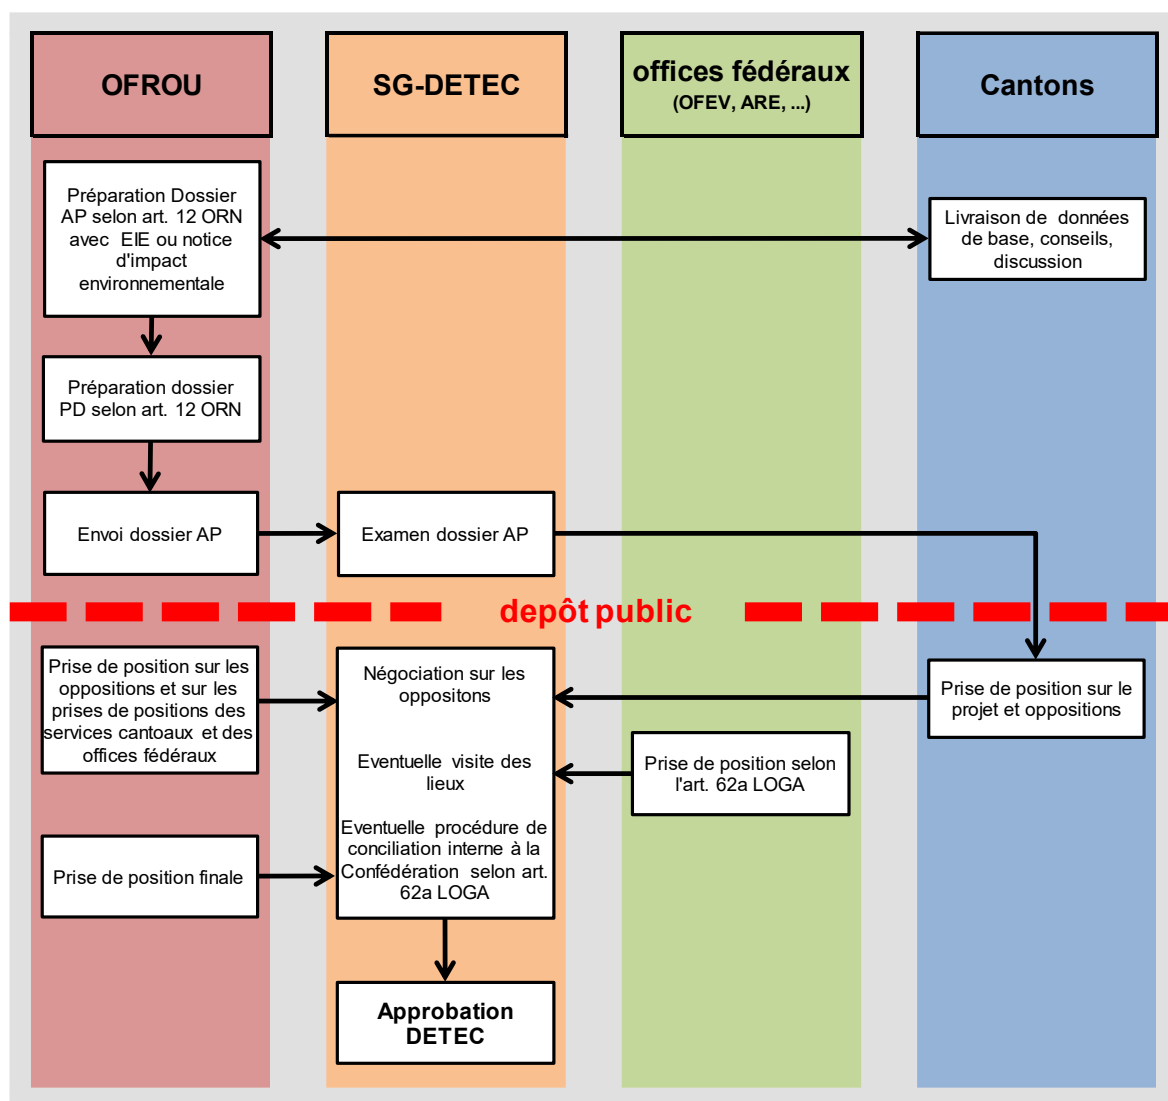 OFROU
SG-DETEC
offices fédéraux
(OFEV, ARE, ...)
Cantons
Préparation Dossier
AP selon art. 12 ORN
avec EIE ou notice
d'impact
environnementale
Livraison de données
de base, conseils,
discussion
Préparation dossier
PD selon art. 12 ORN
Envoi dossier AP
Examen dossier AP
depôt public
Prise de position sur les
oppositions et sur les
prises de positions des
services cantoaux et des
offices fédéraux
Négociation sur les
oppositons
Eventuelle visite des
lieux
Eventuelle procédure de
conciliation interne à la
Confédération selon art.
62a LOGA
Prise de position selon
l'art. 62a LOGA
Prise de position sur le
projet et oppositions
Prise de position finale
Approbation
DETEC